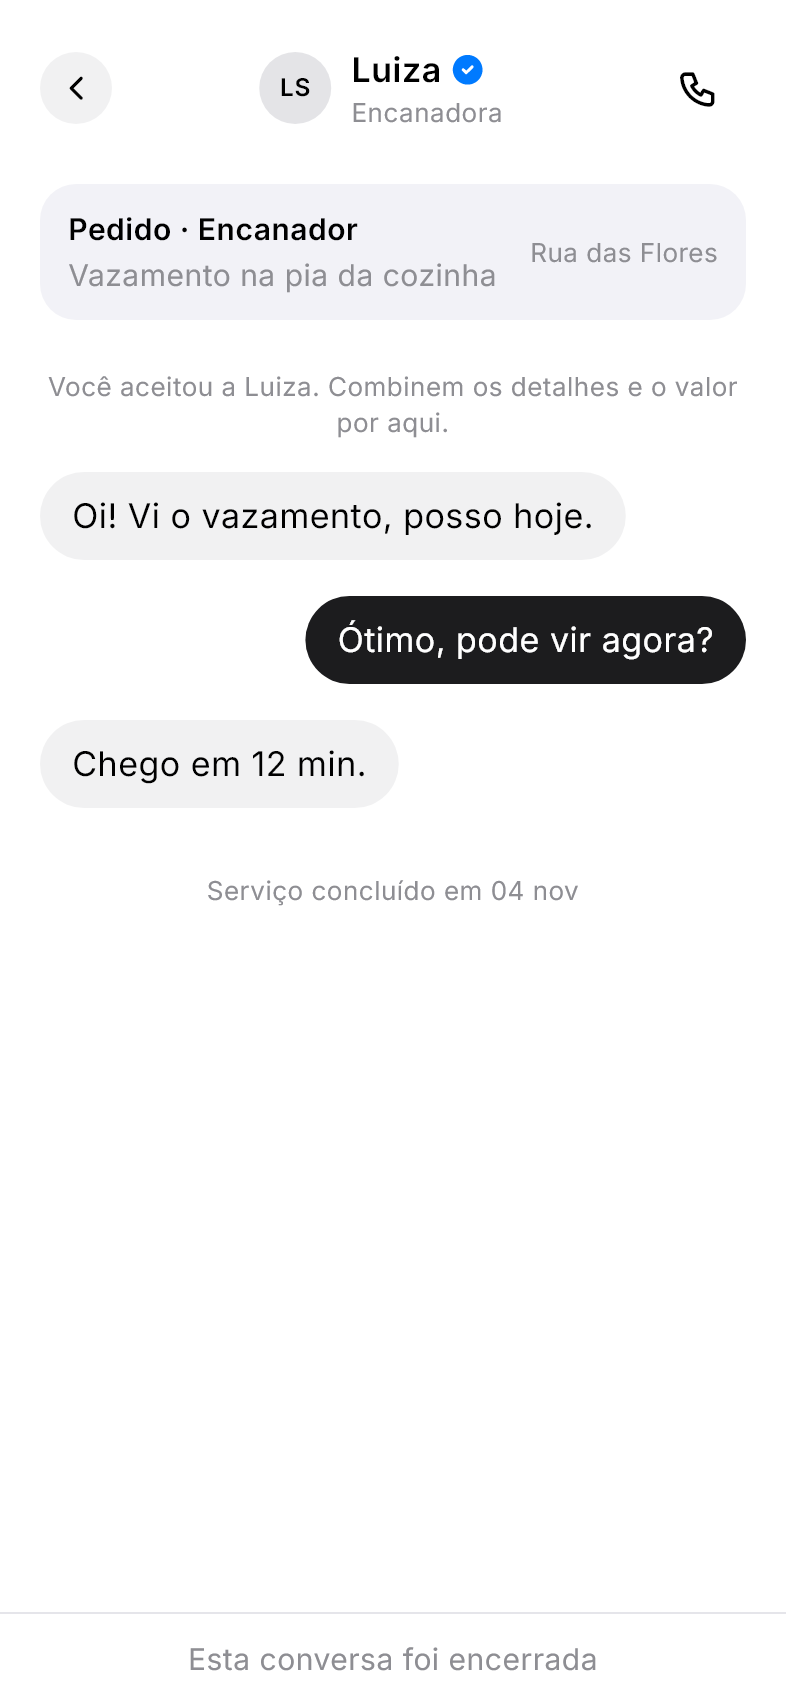 LS
Luiza
Encanadora
Pedido · Encanador
Vazamento na pia da cozinha
Rua das Flores
Você aceitou a Luiza. Combinem os detalhes e o valor
por aqui.
Oi! Vi o vazamento, posso hoje.
Ótimo, pode vir agora?
Chego em 12 min.
Serviço concluído em 04 nov
Esta conversa foi encerrada